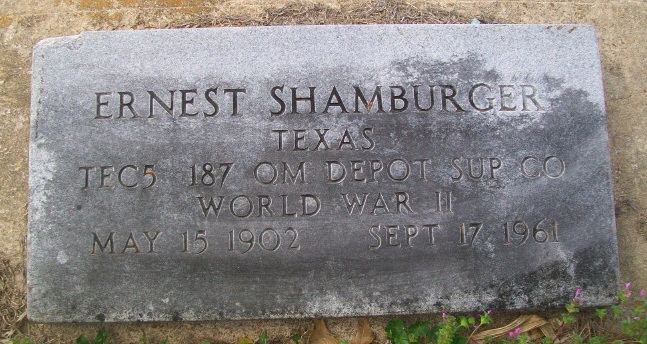 ERNEST SHAMBURGER
TEXAS
TEC5 187 QM DEPOT SUP CO
WORLD WAR II
MAY 15 1902 SEPT 17 1961